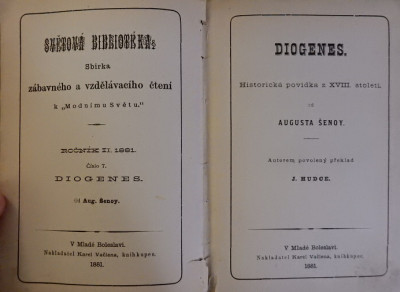 SVĚTOVÁ BIBLIOTÉKA.
Sbírka
zábavného a vzdělávacího čtení
k „Modnímu Světu.“
ROČNÍK II. 1881.
Číslo 7.
DIOGENES.
od Aug. Šenoy.
V Mladé Boleslavi.
Nakladatel Karel Vačlena, knihkupec.
1881.
DIOGENES.
Historická povídka z XVIII. století.
od
AUGUSTA ŠENOY.
Autorem povolený překlad
J. HUDCE.
V Mladé Boleslavi.
Nakladatel Karel Vačlena, knihkupec.
1881.